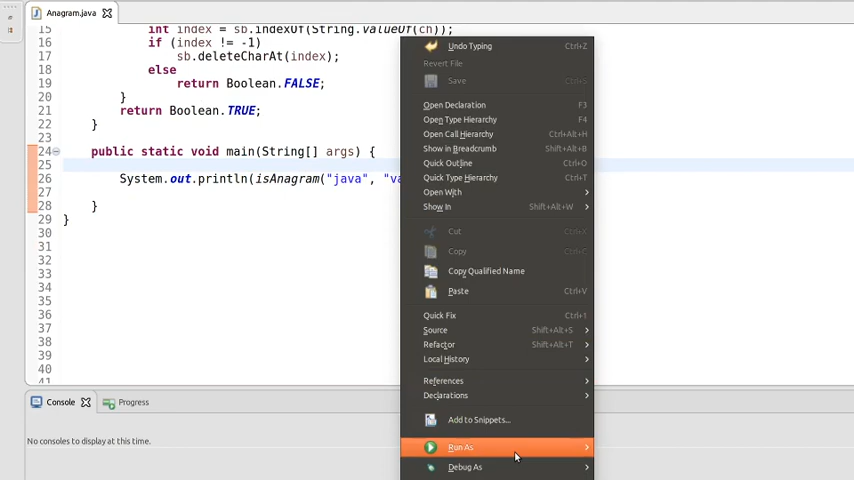 Anagram.java
15 int index = sb.indexOf(String.valueOf(ch));
16 if (index != -1)
17 sb.deleteCharAt(index);
18 else
19 return Boolean.FALSE;
20 }
21 return Boolean.TRUE;
22 }
23
24 public static void main(String[] args) {
25
26 System.out.println(isAnagram("java", "va
27
28 }
29 }
30
31
32
33
34
35
36
37
38
39
40
41
Undo Typing Ctrl+Z
Revert File
Save Ctrl+S
Open Declaration F3
Open Type Hierarchy F4
Open Call Hierarchy Ctrl+Alt+H
Show in Breadcrumb Shift+Alt+B
Quick Outline Ctrl+O
Quick Type Hierarchy Ctrl+T
Open With
Show In Shift+Alt+W
Cut Ctrl+X
Copy Ctrl+C
Copy Qualified Name
Paste Ctrl+V
Quick Fix Ctrl+1
Source Shift+Alt+S
Refactor Shift+Alt+T
Local History
References
Declarations
Add to Snippets...
Run As
Debug As
Console Progress
No consoles to display at this time.